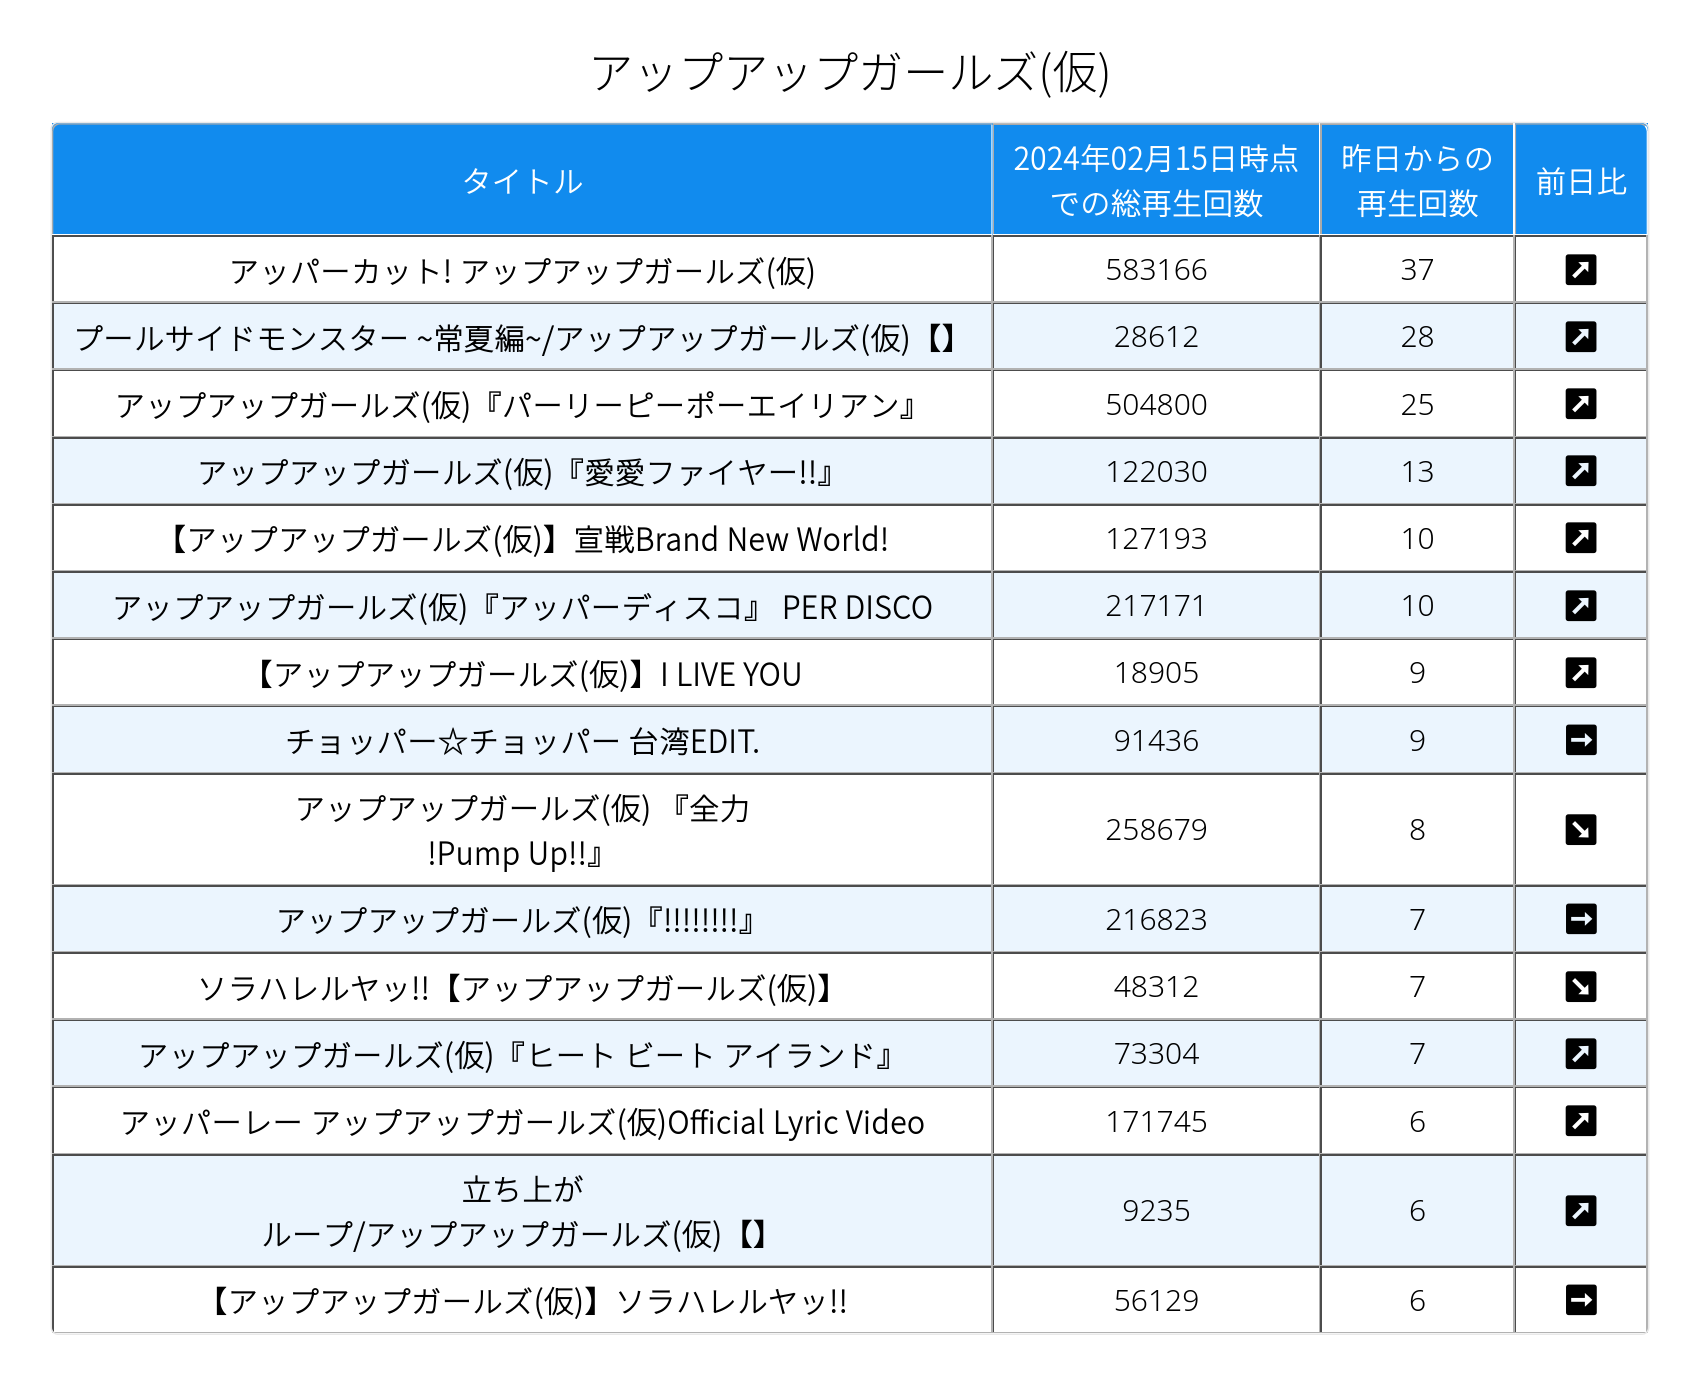 アップアップガールズ(仮)
タイトル 2024年02月15日時点での総再生回数 昨日からの再生回数 前日比
アッパーカット! アップアップガールズ(仮) 583166 37
プールサイドモンスター ~常夏編~/アップアップガールズ(仮)【】 28612 28
アップアップガールズ(仮)『パーリーピーポーエイリアン』 504800 25
アップアップガールズ(仮)『愛愛ファイヤー!!』 122030 13
【アップアップガールズ(仮)】宣戦Brand New World! 127193 10
アップアップガールズ(仮)『アッパーディスコ』 PER DISCO 217171 10
【アップアップガールズ(仮)】I LIVE YOU 18905 9
チョッパー☆チョッパー 台湾EDIT. 91436 9
アップアップガールズ(仮) 『全力
!Pump Up!!』 258679 8
アップアップガールズ(仮)『!!!!!!!!』 216823 7
ソラハレルヤッ!!【アップアップガールズ(仮)】 48312 7
アップアップガールズ(仮)『ヒート ビート アイランド』 73304 7
アッパーレー アップアップガールズ(仮)Official Lyric Video 171745 6
立ち上が
ループ/アップアップガールズ(仮)【】 9235 6
【アップアップガールズ(仮)】ソラハレルヤッ!! 56129 6